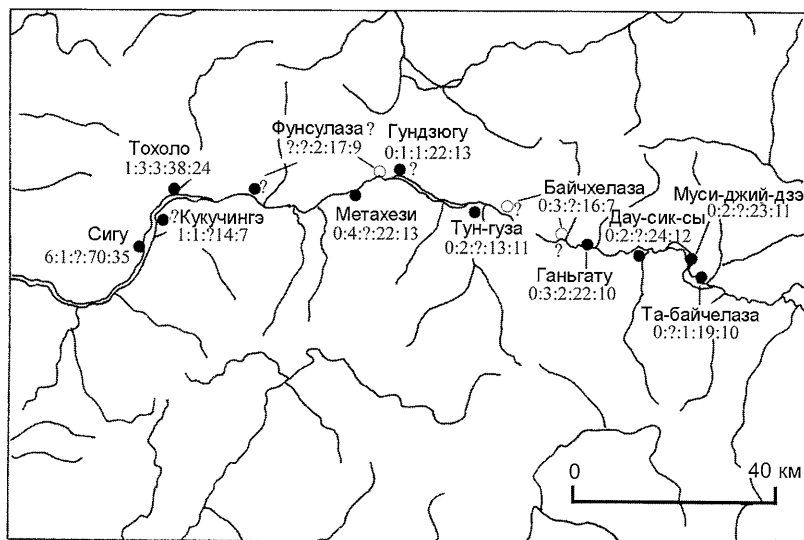 Тохоло
1:3:3:38:24
Фунсулаза?
?:?:2:17:9
Гундзюгу
0:1:1:22:13
?
?
?Кукучингэ
1:1:?14:7
Сигу
6:1:?:70:35
Метахези
0:4:?:22:13
Тун-гуза
0:2:?:13:11
?
Байчхелаза
0:3:?:16:7
?
Ганьгату
0:3:2:22:10
Дау-сик-сы
0:2:?:24:12
Муси-джий-дзэ
0:2:?:23:11
Та-байчелаза
0:?:1:19:10
0 40 км